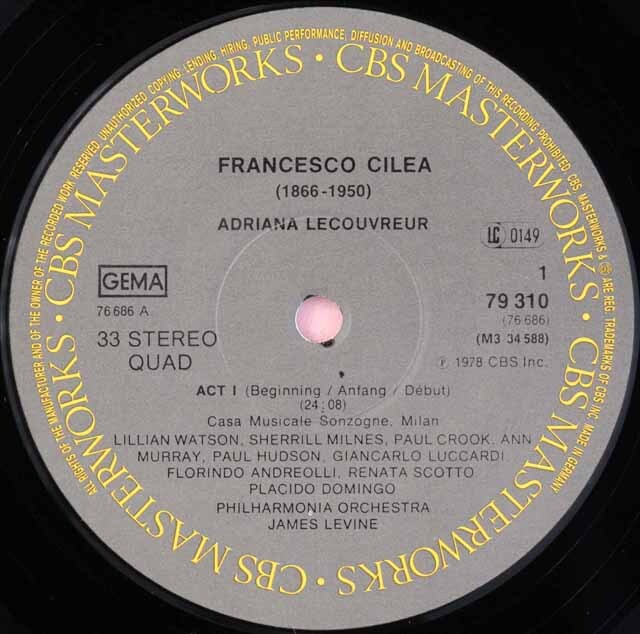 ALL RIGHTS OF THE MANUFACTURER AND OF THE OWNER OF THE RECORDED WORK RESERVED. UNAUTHORIZED COPYING, LENDING, HIRING, PUBLIC PERFORMANCE, DIFFUSION AND BROADCASTING OF THIS RECORDING PROHIBITED. CBS, MASTERWORKS & ARE REG. TRADEMARKS OF CBS INC. MADE IN GERMANY
CBS MASTERWORKS · CBS MASTERWORKS · CBS MASTERWORKS · CBS MASTERWORKS ·
FRANCESCO CILEA
(1866-1950)
ADRIANA LECOUVREUR
LC 0149
GEMA
1
76 686 A
79 310
(76 686)
33 STEREO
QUAD
(M3 34 588)
℗ 1978 CBS Inc.
ACT I (Beginning / Anfang / Début)
(24:08)
Casa Musicale Sonzogne, Milan
LILLIAN WATSON, SHERRILL MILNES, PAUL CROOK, ANN
MURRAY, PAUL HUDSON, GIANCARLO LUCCARDI
FLORINDO ANDREOLLI, RENATA SCOTTO
PLACIDO DOMINGO
PHILHARMONIA ORCHESTRA
JAMES LEVINE